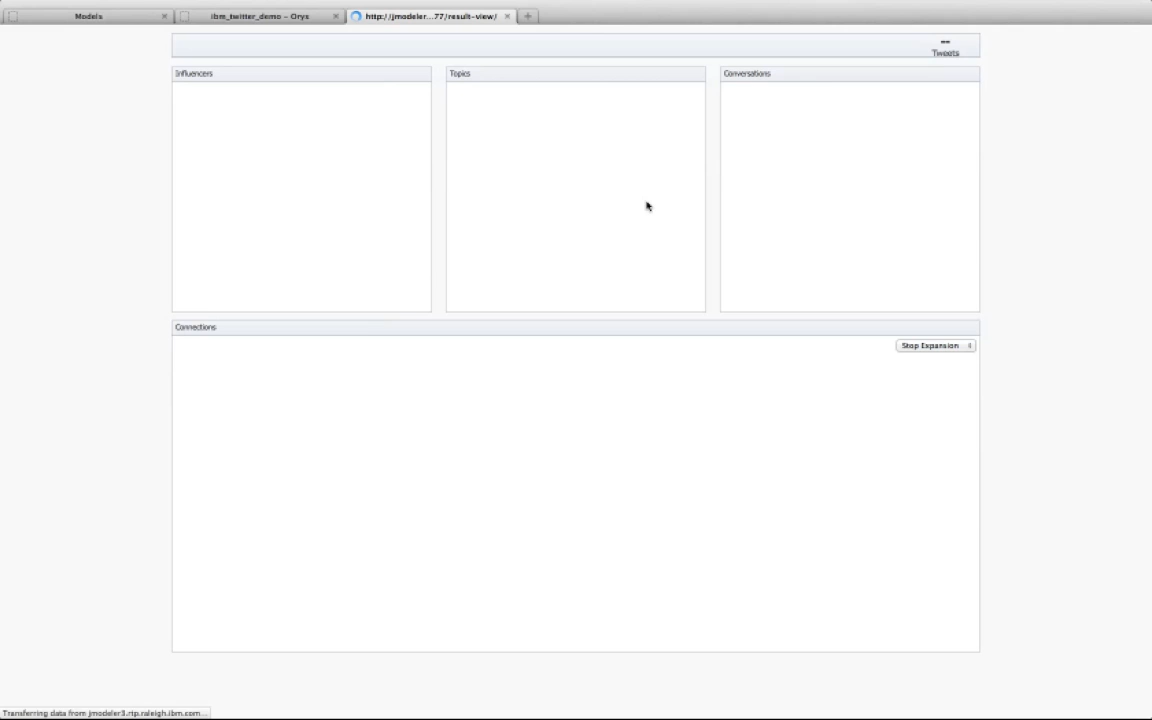 Models
ibm_twitter_demo – Oryx
http://jmodeler...77/result-view/
--
Tweets
Influencers
Topics
Conversations
Connections
Stop Expansion
Transferring data from jmodeler3.rtp.raleigh.ibm.com...